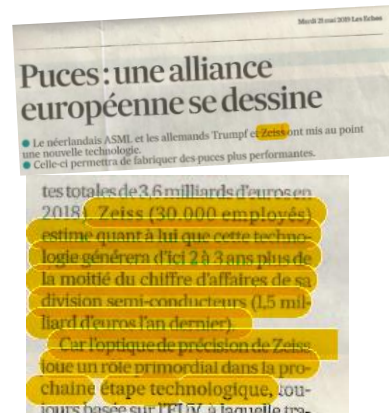 Mardi 21 mai 2019 Les Echos
Puces : une alliance
européenne se dessine
● Le néerlandais ASML et les allemands Trumpf et Zeiss ont mis au point
une nouvelle technologie.
● Celle-ci permettra de fabriquer des puces plus performantes.
tes totales de 3,6 milliards d'euros en
2018). Zeiss (30.000 employés)
estime quant à lui que cette techno-
logie générera d'ici 2 à 3 ans plus de
la moitié du chiffre d'affaires de sa
division semi-conducteurs (1,5 mil-
liard d'euros l'an dernier).
Car l'optique de précision de Zeiss
joue un rôle primordial dans la pro-
chaine étape technologique, tou-
jours basée sur l'EUV, à laquelle tra-